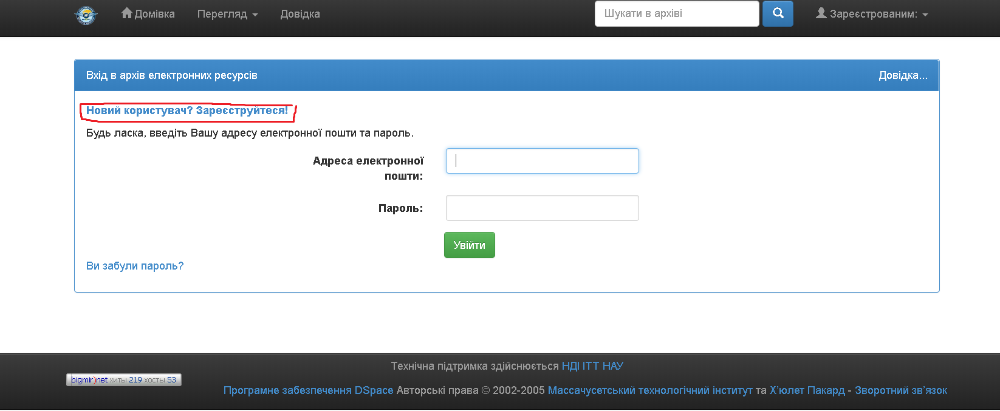 Домівка Перегляд Довідка Шукати в архіві Зареєстрованим:
Вхід в архів електронних ресурсів Довідка...
Новий користувач? Зареєструйтеся!
Будь ласка, введіть Вашу адресу електронної пошти та пароль.
Адреса електронної
пошти:
Пароль:
Увійти
Ви забули пароль?
Технічна підтримка здійснюється НДІ ІТТ НАУ
bigmir)net хиты 219 хосты 53
Програмне забезпечення DSpace Авторські права © 2002-2005 Массачусетський технологічний інститут та Х’юлет Пакард - Зворотний зв’язок